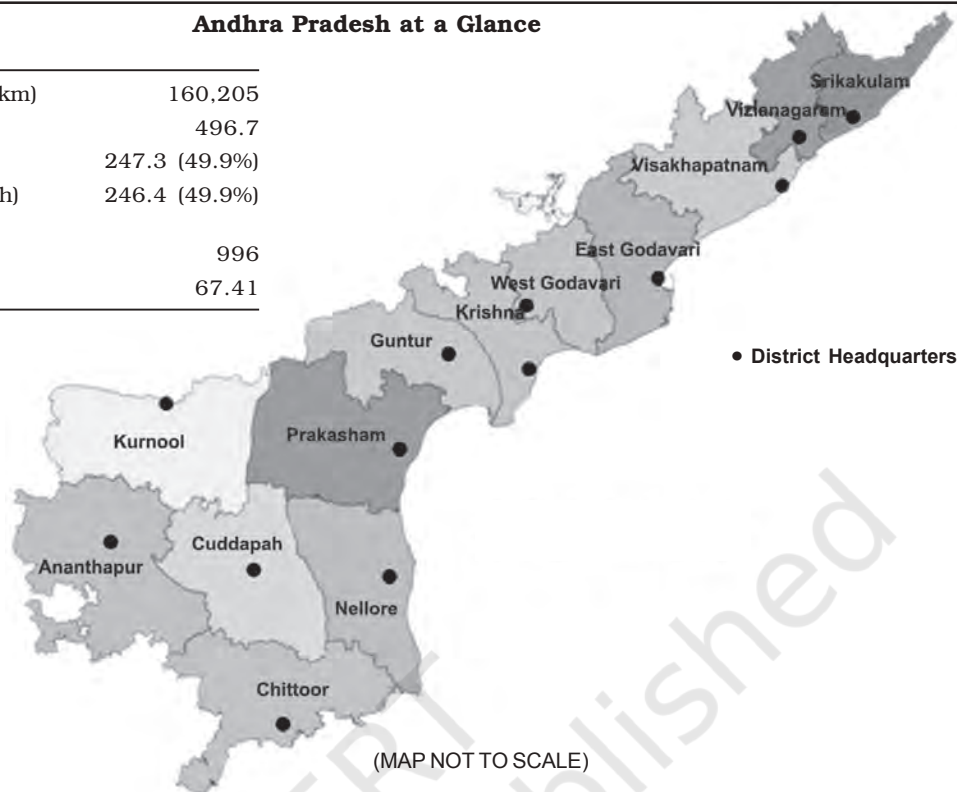 Andhra Pradesh at a Glance
km) 160,205
496.7
247.3 (49.9%)
h) 246.4 (49.9%)
996
67.41
Srikakulam
Vizianagaram
Visakhapatnam
East Godavari
West Godavari
Krishna
Guntur
• District Headquarters
Kurnool
Prakasham
Cuddapah
Ananthapur
Nellore
Chittoor
(MAP NOT TO SCALE)